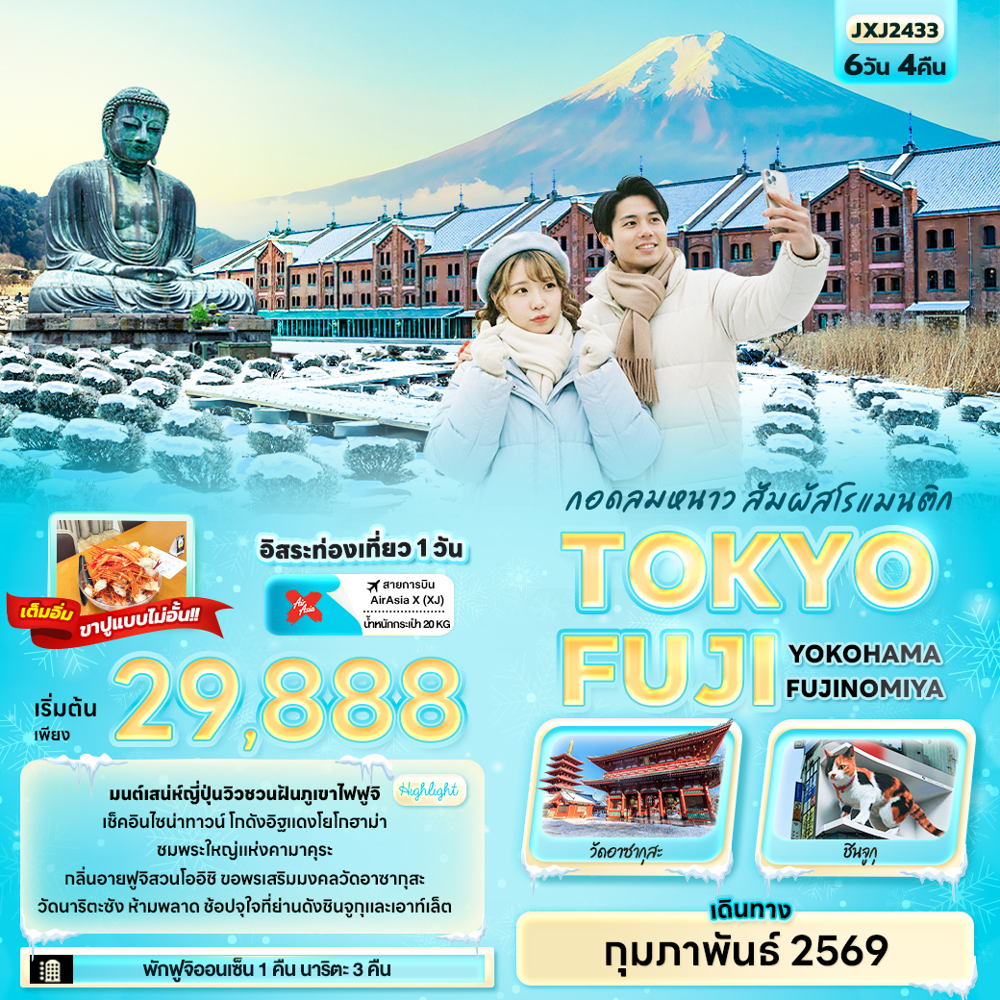 JXJ2433
6วัน 4คืน
กอดลมหนาว สัมผัสโรแมนติก
TOKYO
FUJI
YOKOHAMA
FUJINOMIYA
อิสระท่องเที่ยว 1 วัน
Air
Asia
X
สายการบิน
AirAsia X (XJ)
น้ำหนักกระเป๋า 20 KG
เต็มอิ่ม
ขาปูแบบไม่อั้น!!
เริ่มต้น
เพียง
29,888
Highlight
มนต์เสน่ห์ญี่ปุ่นวิวชวนฝันภูเขาไฟฟูจิ
เช็คอินไชน่าทาวน์ โกดังอิฐแดงโยโกฮาม่า
ชมพระใหญ่แห่งคามาคุระ
กลิ่นอายฟูจิสวนโออิชิ ขอพรเสริมมงคลวัดอาซากุสะ
วัดนาริตะซัง ห้ามพลาด ช้อปจุใจที่ย่านดังชินจูกุและเอาท์เล็ต
พักฟูจิออนเซ็น 1 คืน นาริตะ 3 คืน
วัดอาซากุสะ
ชินจูกุ
เดินทาง
กุมภาพันธ์ 2569